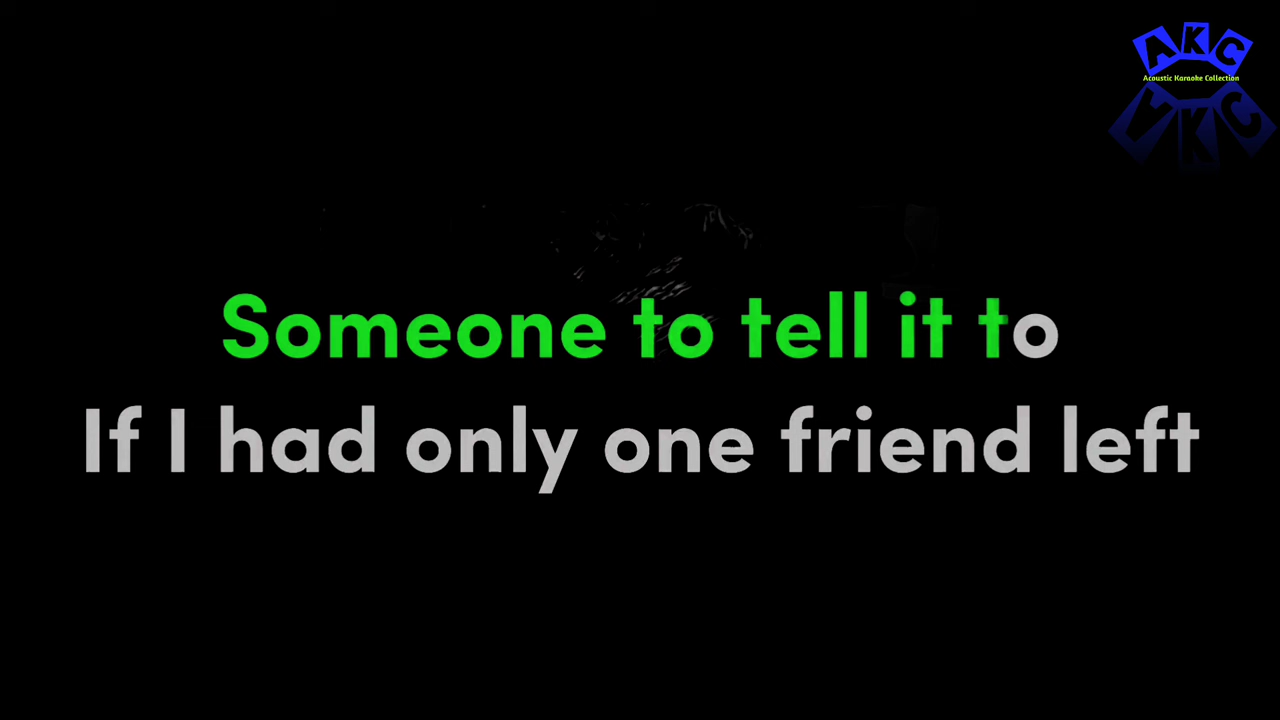 AKC
Acoustic Karaoke Collection
Someone to tell it to
If I had only one friend left